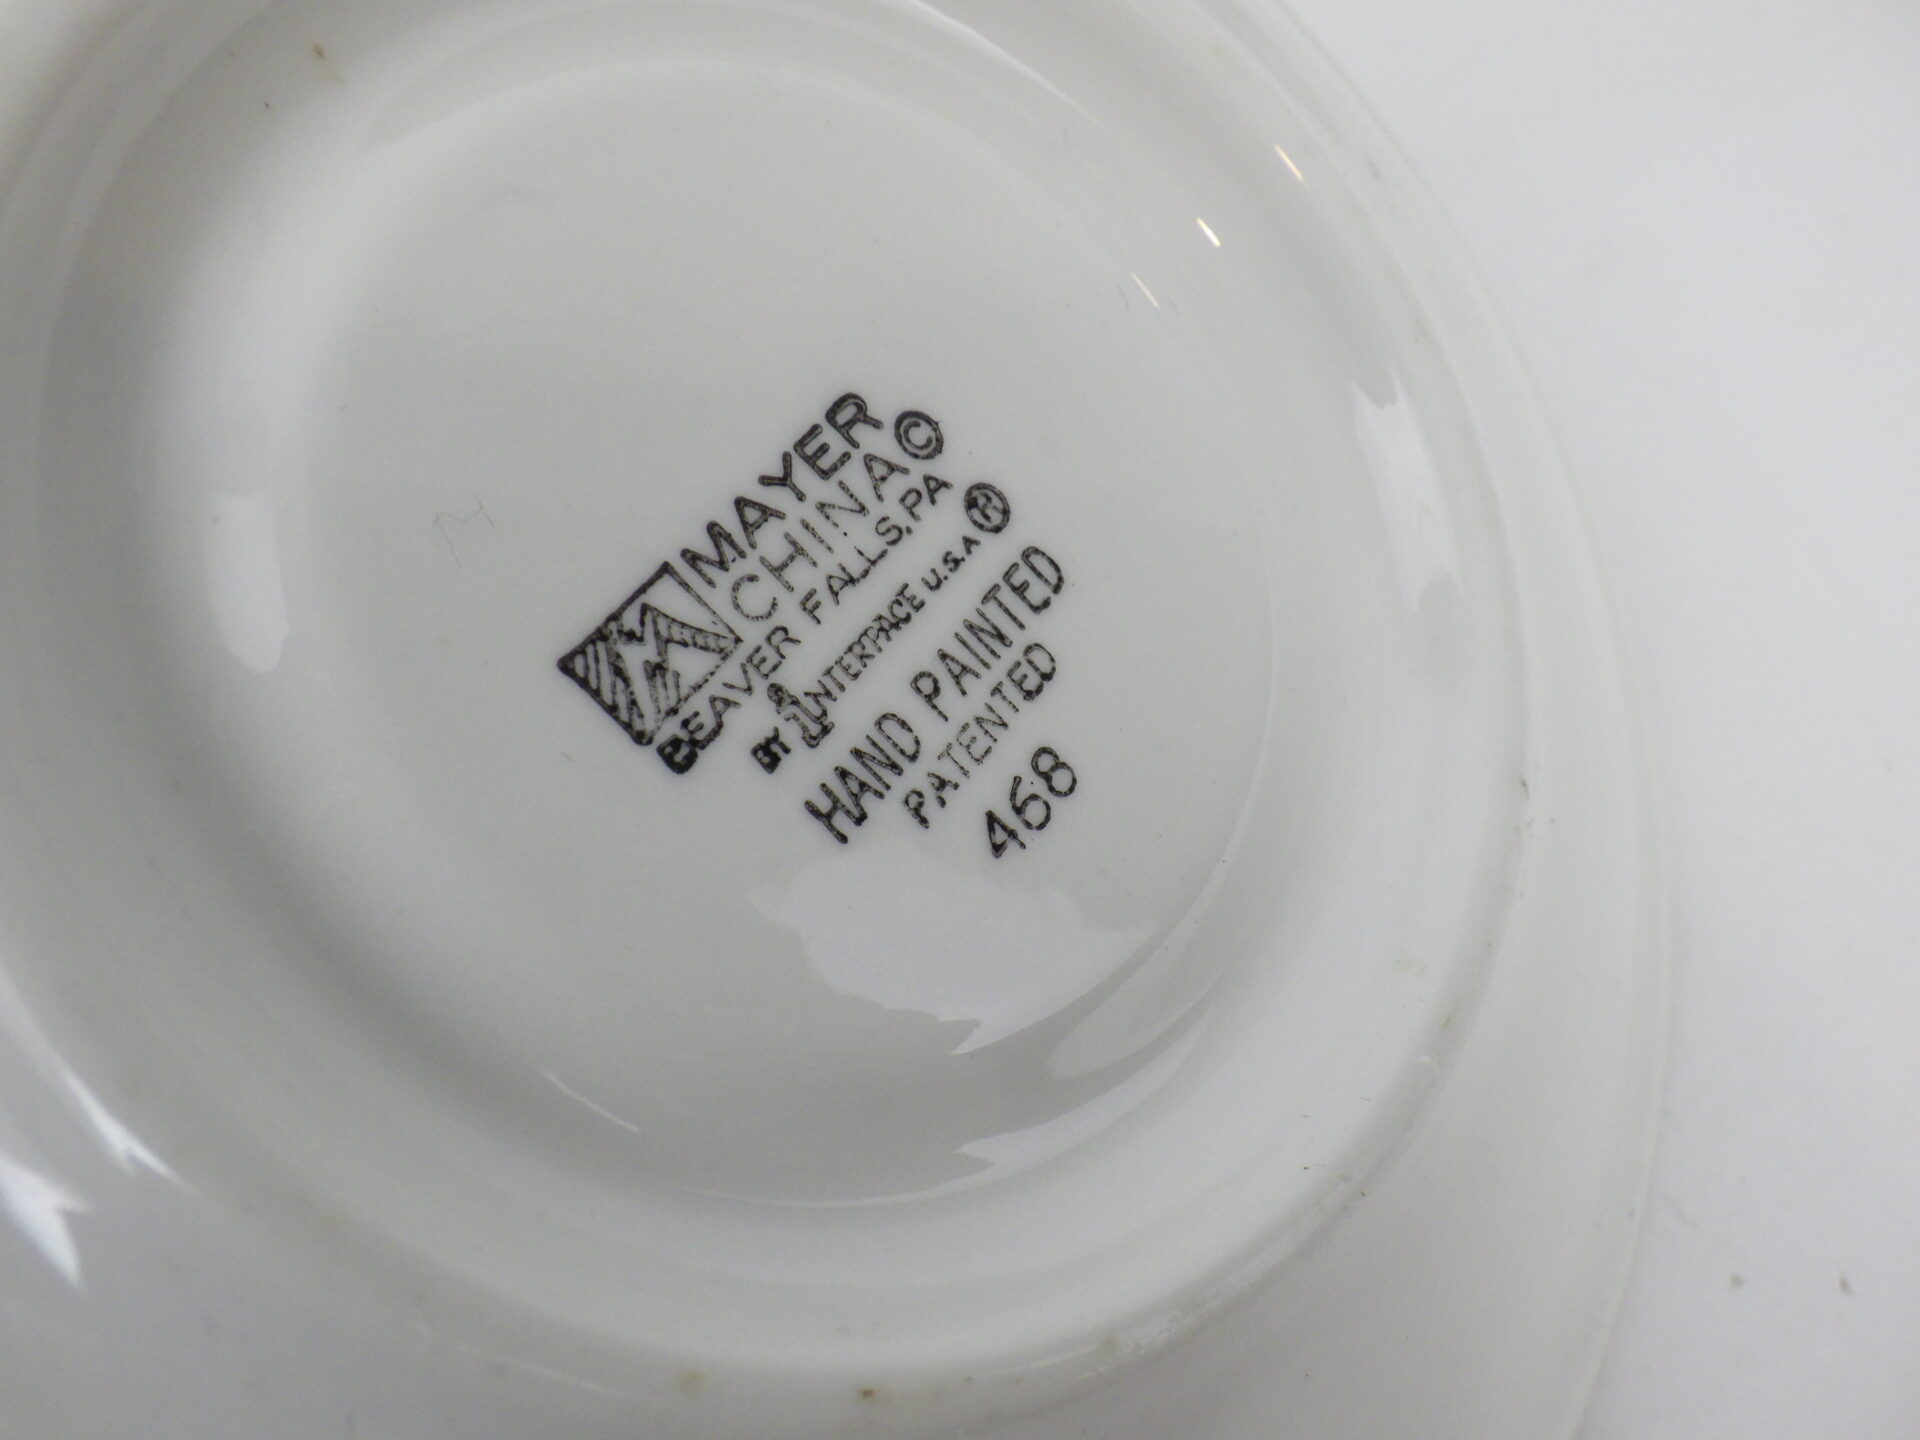 M MAYER
CHINA ©
BEAVER FALLS, PA
BY INTERPACE U.S.A ®
HAND PAINTED
PATENTED
468